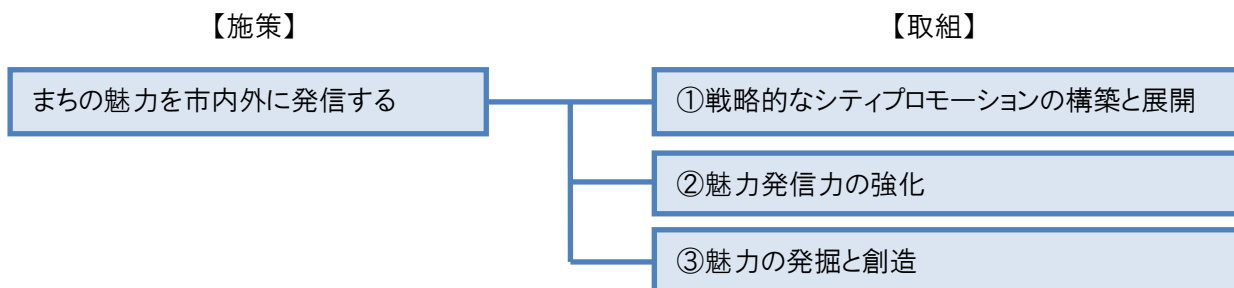 【施策】
【取組】
まちの魅力を市内外に発信する
①戦略的なシティプロモーションの構築と展開
②魅力発信力の強化
③魅力の発掘と創造